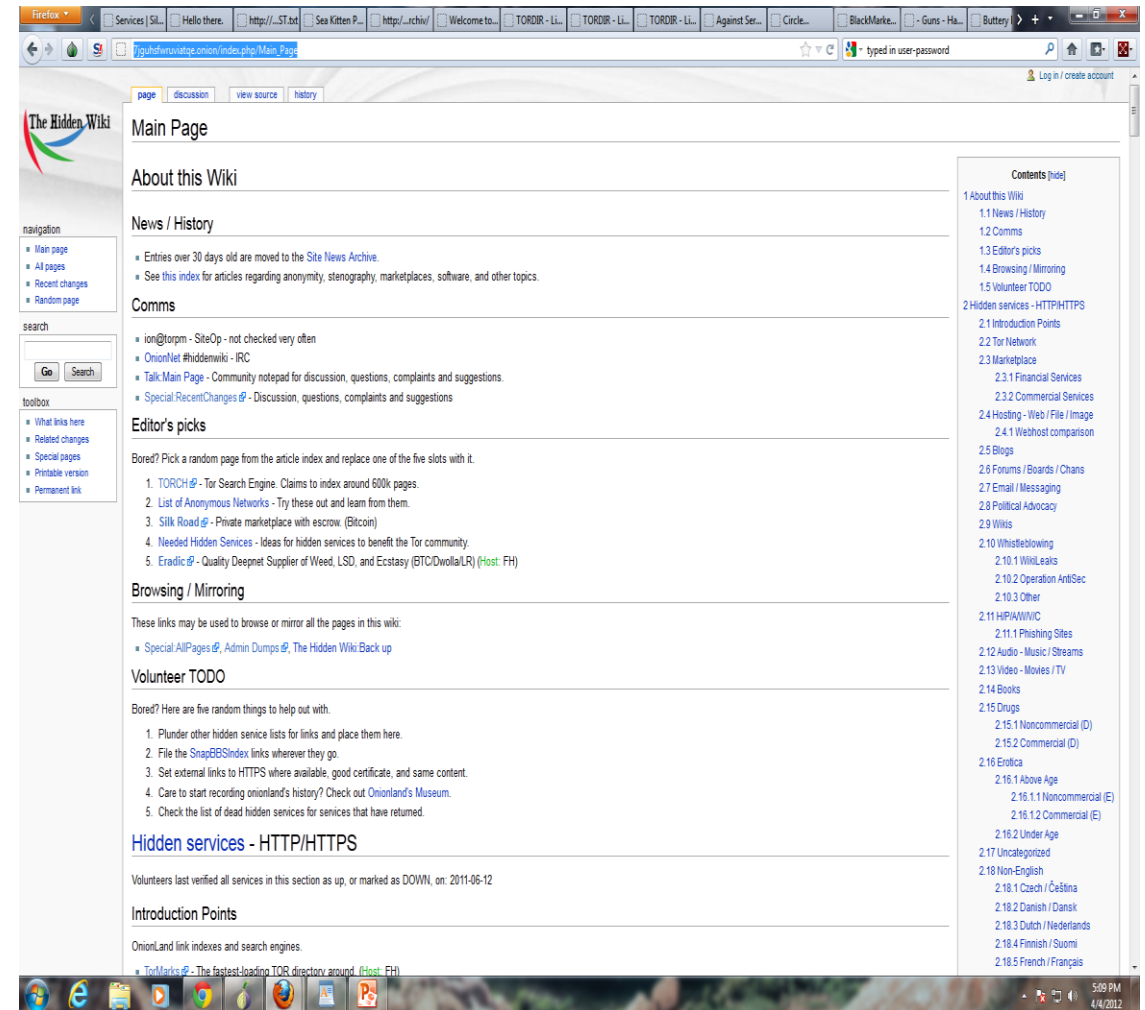 Firefox
Services | Sil...
Hello there.
http://...ST.txt
Sea Kitten P...
http:/...rchiv/
Welcome to...
TORDIR - Li...
TORDIR - Li...
TORDIR - Li...
Against Ser...
Circle...
BlackMarke...
- Guns - Ha...
Buttery
7jguhsfwruviatqe.onion/index.php/Main_Page
typed in user-password
Log in / create account
page
discussion
view source
history
The Hidden Wiki
navigation
Main page
All pages
Recent changes
Random page
search
Go
Search
toolbox
What links here
Related changes
Special pages
Printable version
Permanent link
Main Page
About this Wiki
News / History
Entries over 30 days old are moved to the Site News Archive.
See this index for articles regarding anonymity, stenography, marketplaces, software, and other topics.
Comms
ion@torpm - SiteOp - not checked very often
OnionNet #hiddenwiki - IRC
Talk:Main Page - Community notepad for discussion, questions, complaints and suggestions.
Special:RecentChanges - Discussion, questions, complaints and suggestions
Editor's picks
Bored? Pick a random page from the article index and replace one of the five slots with it.
1. TORCH - Tor Search Engine. Claims to index around 600k pages.
2. List of Anonymous Networks - Try these out and learn from them.
3. Silk Road - Private marketplace with escrow. (Bitcoin)
4. Needed Hidden Services - Ideas for hidden services to benefit the Tor community.
5. Eradic - Quality Deepnet Supplier of Weed, LSD, and Ecstasy (BTC/Dwolla/LR) (Host: FH)
Browsing / Mirroring
These links may be used to browse or mirror all the pages in this wiki:
Special:AllPages, Admin Dumps, The Hidden Wiki:Back up
Volunteer TODO
Bored? Here are five random things to help out with.
1. Plunder other hidden service lists for links and place them here.
2. File the SnapBBSIndex links wherever they go.
3. Set external links to HTTPS where available, good certificate, and same content.
4. Care to start recording onionland's history? Check out Onionland's Museum.
5. Check the list of dead hidden services for services that have returned.
Hidden services - HTTP/HTTPS
Volunteers last verified all services in this section as up, or marked as DOWN, on: 2011-06-12
Introduction Points
OnionLand link indexes and search engines.
TorMarks - The fastest-loading TOR directory around. (Host: FH)
Contents [hide]
1 About this Wiki
1.1 News / History
1.2 Comms
1.3 Editor's picks
1.4 Browsing / Mirroring
1.5 Volunteer TODO
2 Hidden services - HTTP/HTTPS
2.1 Introduction Points
2.2 Tor Network
2.3 Marketplace
2.3.1 Financial Services
2.3.2 Commercial Services
2.4 Hosting - Web / File / Image
2.4.1 Webhost comparison
2.5 Blogs
2.6 Forums / Boards / Chans
2.7 Email / Messaging
2.8 Political Advocacy
2.9 Wikis
2.10 Whistleblowing
2.10.1 WikiLeaks
2.10.2 Operation AntiSec
2.10.3 Other
2.11 H/P/A/W/V/C
2.11.1 Phishing Sites
2.12 Audio - Music / Streams
2.13 Video - Movies / TV
2.14 Books
2.15 Drugs
2.15.1 Noncommercial (D)
2.15.2 Commercial (D)
2.16 Erotica
2.16.1 Above Age
2.16.1.1 Noncommercial (E)
2.16.1.2 Commercial (E)
2.16.2 Under Age
2.17 Uncategorized
2.18 Non-English
2.18.1 Czech / Čeština
2.18.2 Danish / Dansk
2.18.3 Dutch / Nederlands
2.18.4 Finnish / Suomi
2.18.5 French / Français
5:09 PM
4/4/2012